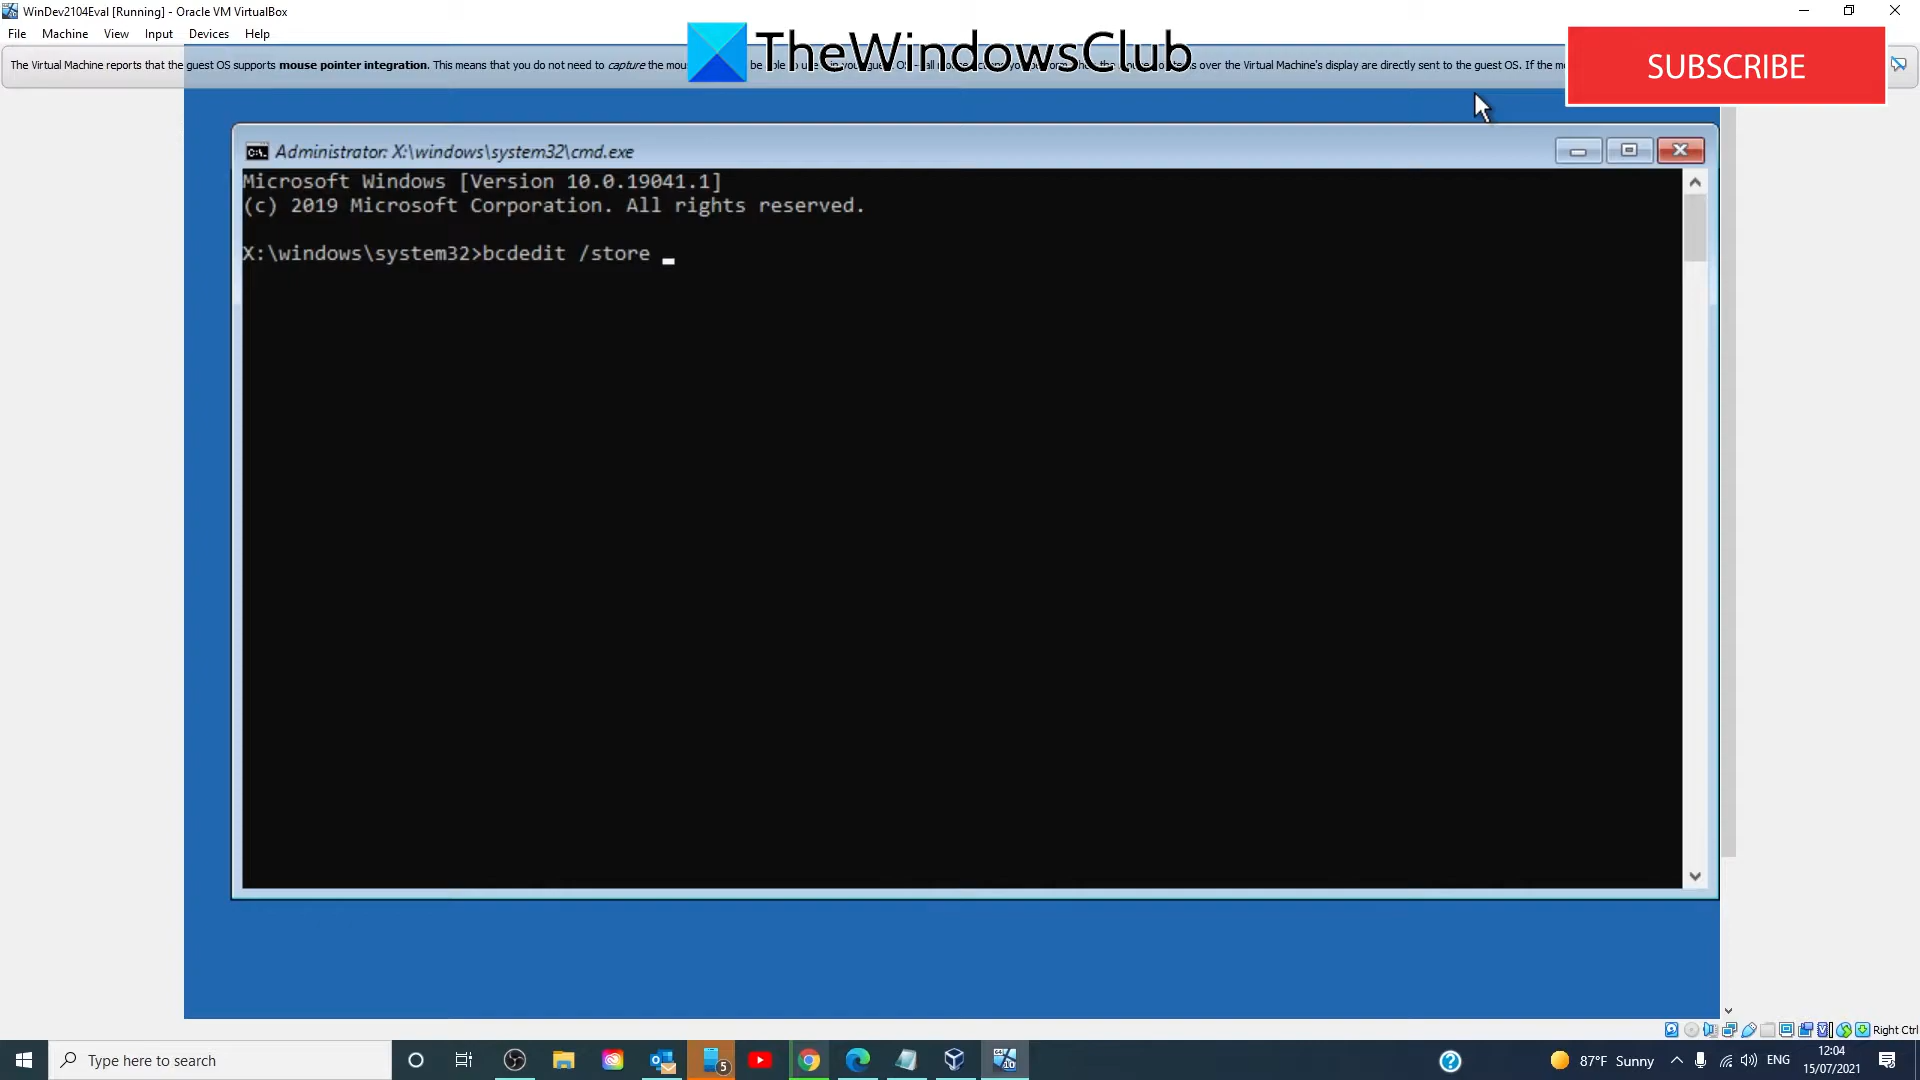 WinDev2104Eval [Running] - Oracle VM VirtualBox
File Machine View Input Devices Help
The Virtual Machine reports that the guest OS supports mouse pointer integration. This means that you do not need to capture the mou
over the Virtual Machine's display are directly sent to the guest OS. If the
TheWindowsClub
SUBSCRIBE
Administrator: X:\windows\system32\cmd.exe
Microsoft Windows [Version 10.0.19041.1]
(c) 2019 Microsoft Corporation. All rights reserved.
X:\windows\system32>bcdedit /store
Right Ctrl
Type here to search
5
87°F Sunny
ENG
12:04
15/07/2021